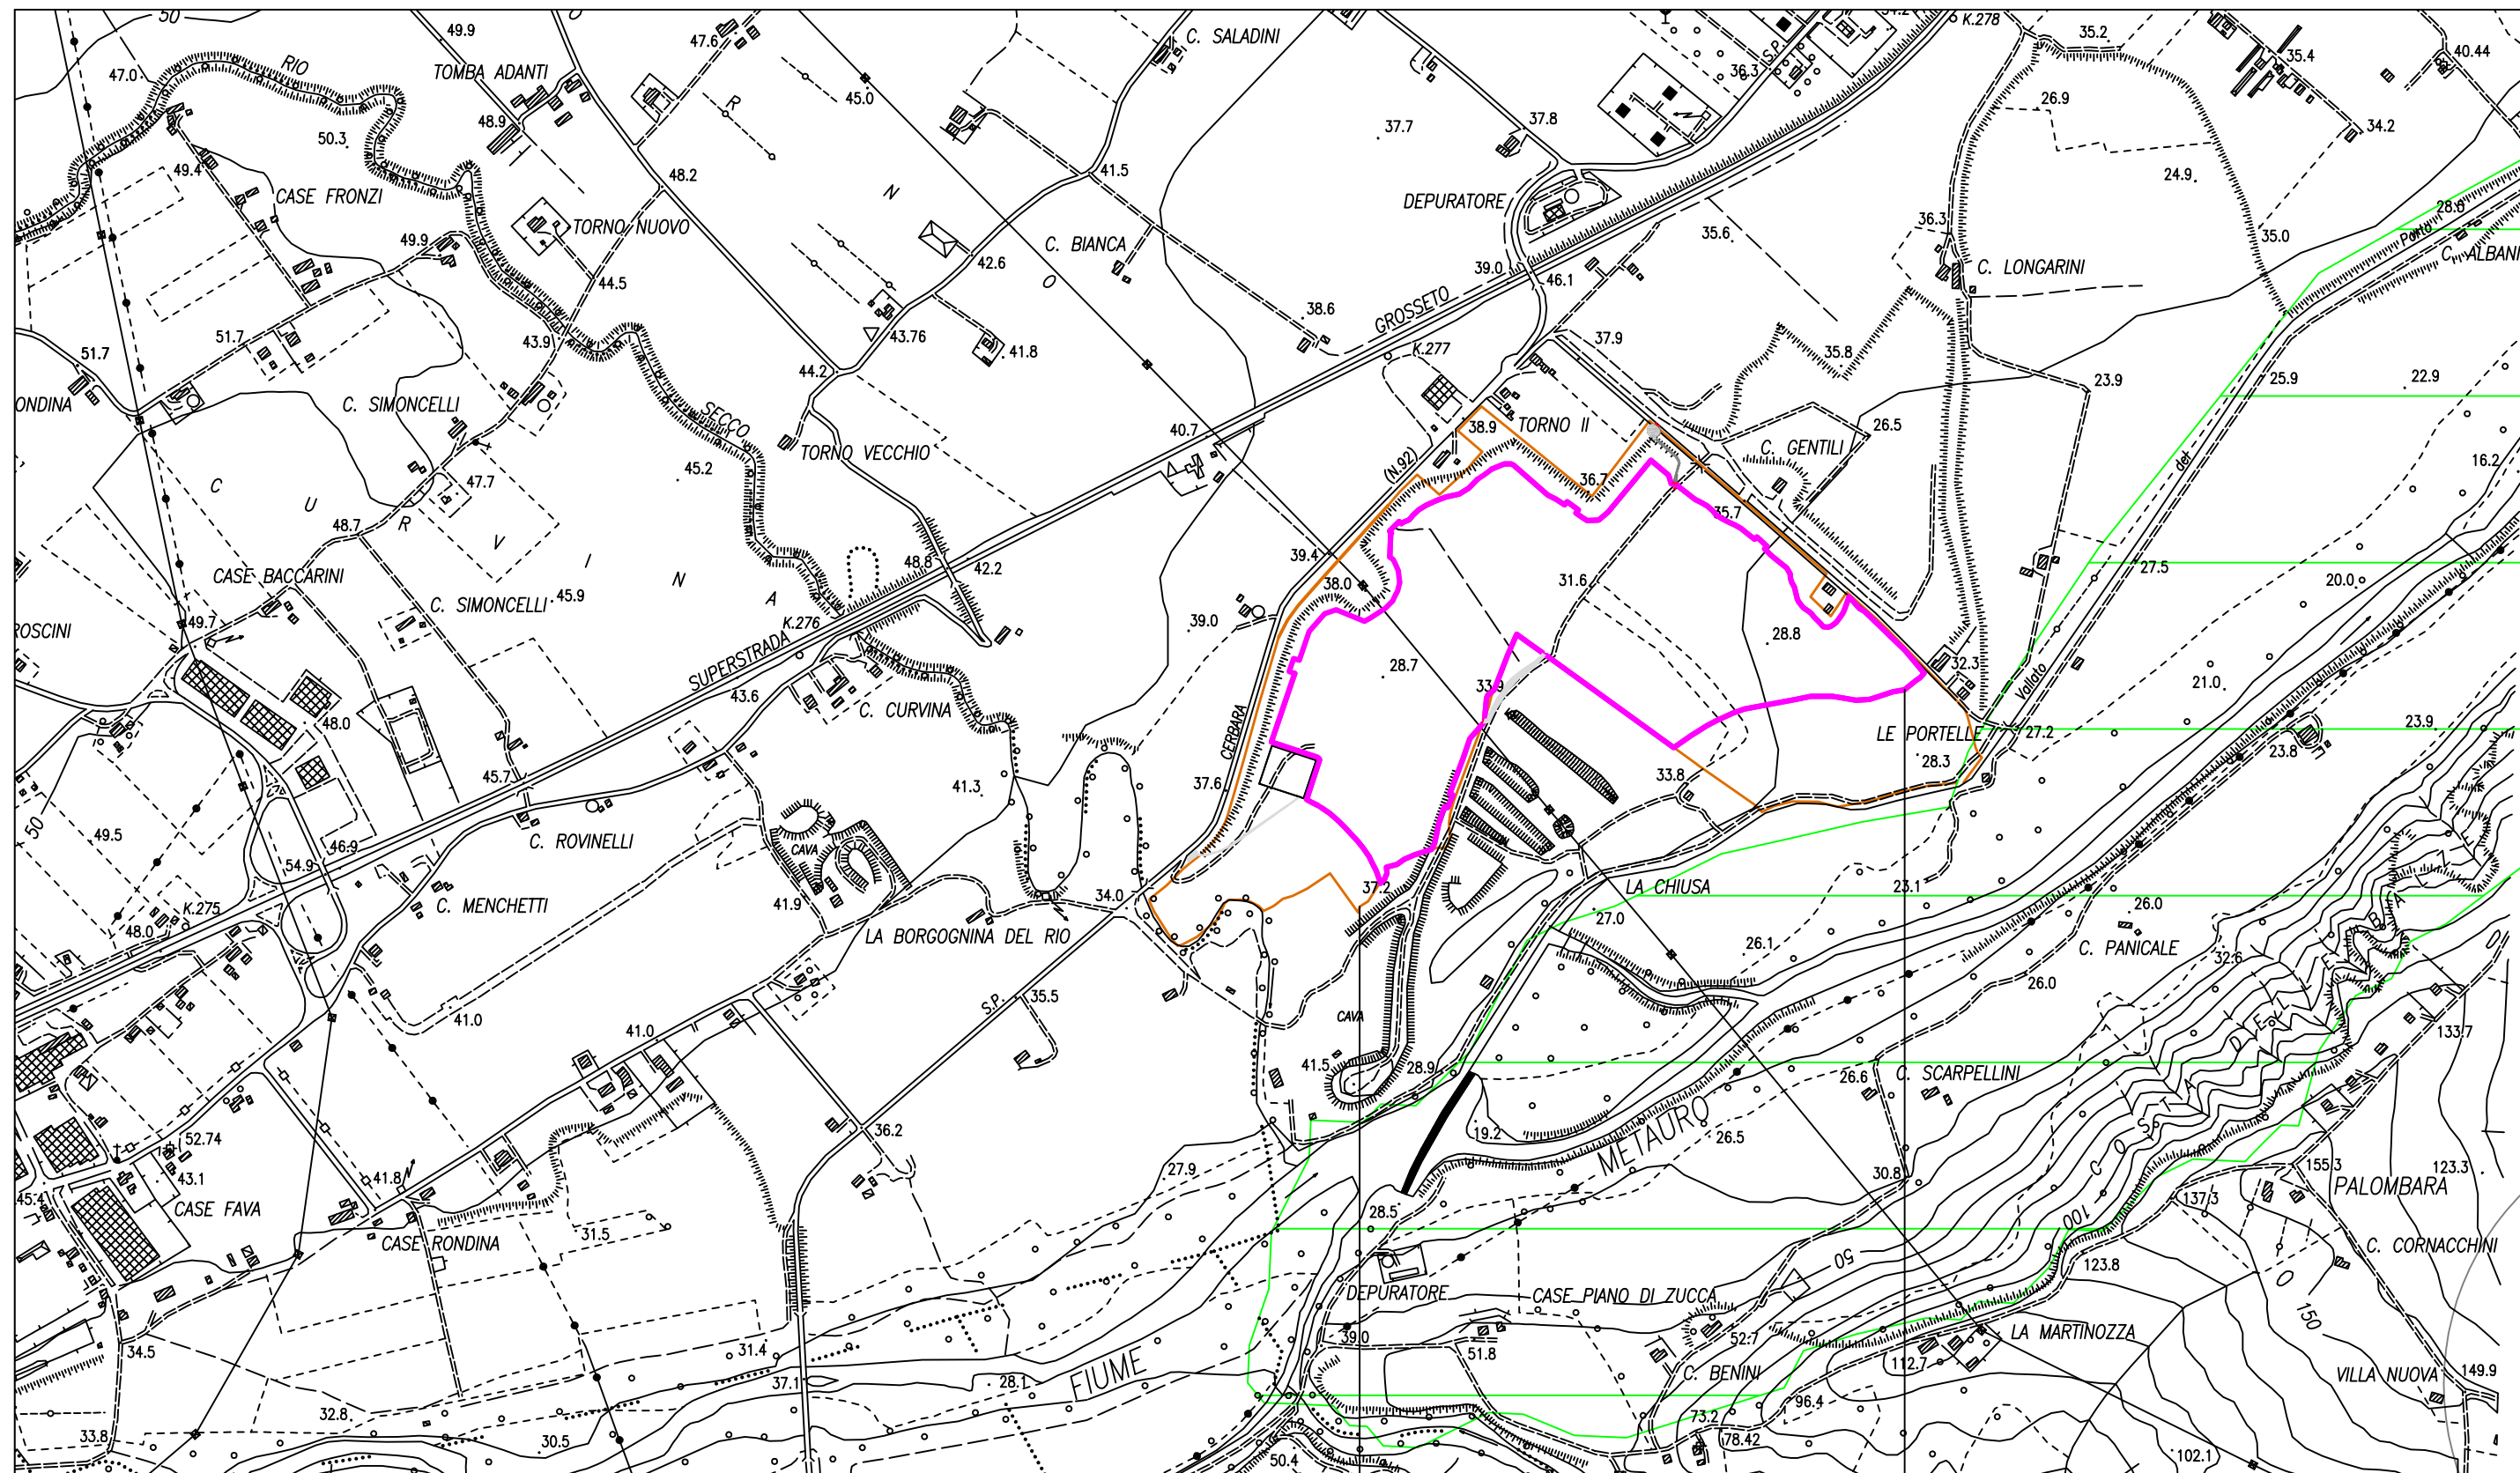 50
49.9
47.6
C. SALADINI
K.278
35.2
RIO
47.0
TOMBA ADANTI
36.3
S.P.
35.4
40.44
45.0
R
26.9
50.3
48.9
37.7
37.8
34.2
49.4
48.2
41.5
24.9
CASE FRONZI
N
DEPURATORE
28.0
TORNO NUOVO
36.3
35.6
35.0
Porto
49.9
C. BIANCA
C. ALBANI
42.6
39.0
C. LONGARINI
44.5
O
46.1
GROSSETO
38.6
51.7
43.9
43.76
37.9
51.7
41.8
K.277
35.8
44.2
23.9
25.9
22.9
ONDINA
C. SIMONCELLI
SECCO
38.9
TORNO II
26.5
40.7
C. GENTILI
TORNO VECCHIO
(N.92)
45.2
36.7
del
16.2
C
47.7
U
35.7
48.7
R
V
39.4
I
48.8
42.2
27.5
CASE BACCARINI
N
38.0
31.6
20.0
C. SIMONCELLI
45.9
A
49.7
K.276
39.0
28.8
ROSCINI
SUPERSTRADA
28.7
32.3
43.6
33.9
Vallato
21.0
C. CURVINA
48.0
CERBARA
LE PORTELLE
27.2
23.9
28.3
23.8
45.7
41.3
37.6
33.8
50
49.5
46.9
C. ROVINELLI
CAVA
54.9
37.2
LA CHIUSA
23.1
41.9
34.0
K.275
C. MENCHETTI
26.0
48.0
LA BORGOGNINA DEL RIO
27.0
26.1
C. PANICALE
32.6
26.0
35.5
S.P.
41.0
CAVA
41.0
133.7
41.5
28.9
26.6
C. SCARPELLINI
COSTA DEL BALZO
52.74
36.2
19.2
26.5
METAURO
43.1
41.8
27.9
30.8
155.3
123.3
45.4
PALOMBARA
137.3
CASE FAVA
28.5
100
31.5
CASE RONDINA
C. CORNACCHINI
50
123.8
DEPURATORE
CASE PIANO DI ZUCCA
150
39.0
52.7
LA MARTINOZZA
34.5
31.4
51.8
112.7
FIUME
C. BENINI
VILLA NUOVA
149.9
37.1
28.1
96.4
32.8
73.2
33.8
30.5
78.42
50.4
102.1